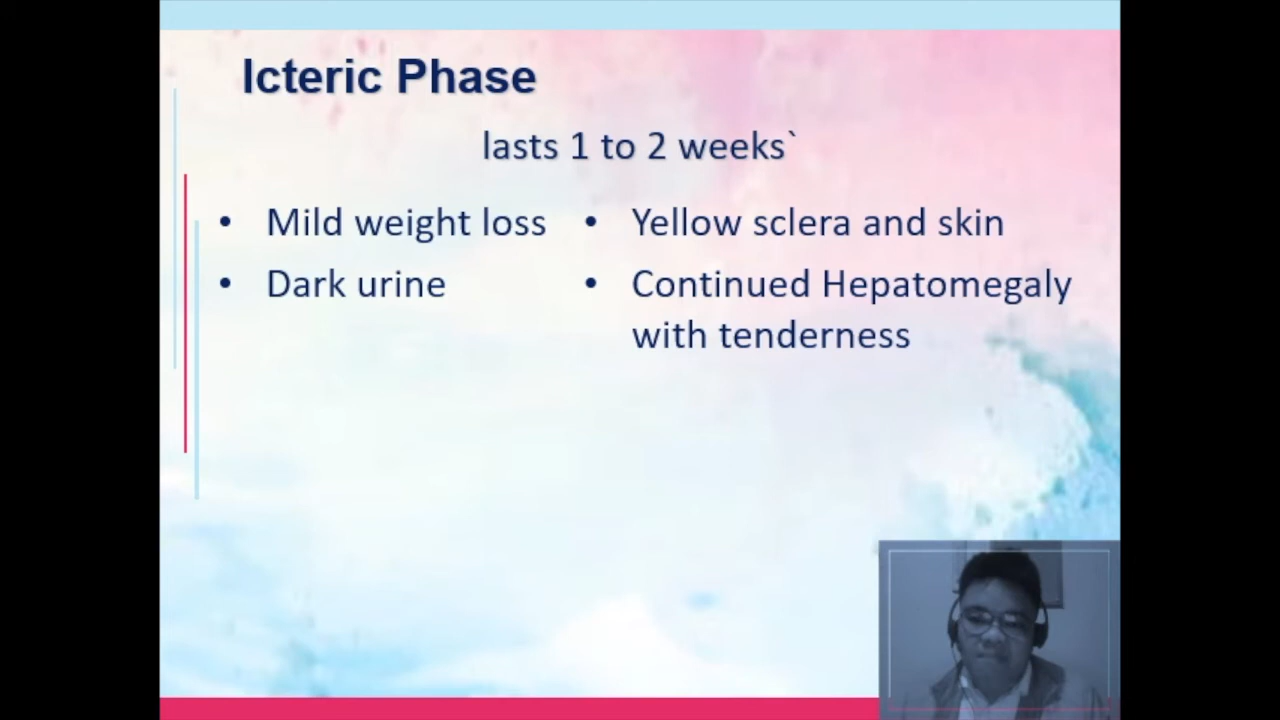 Icteric Phase
lasts 1 to 2 weeks`
• Mild weight loss
• Dark urine
• Yellow sclera and skin
• Continued Hepatomegaly
with tenderness